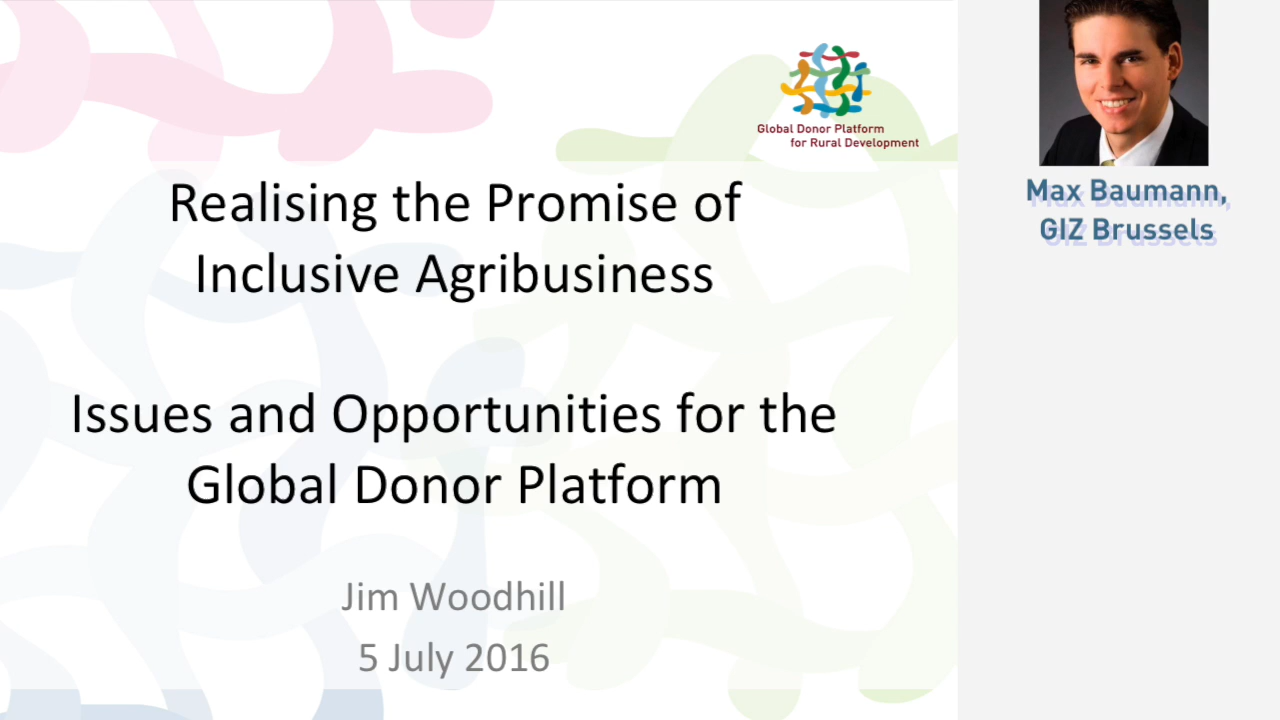 Global Donor Platform
for Rural Development
Realising the Promise of
Inclusive Agribusiness
Issues and Opportunities for the
Global Donor Platform
Jim Woodhill
5 July 2016
Max Baumann,
GIZ Brussels